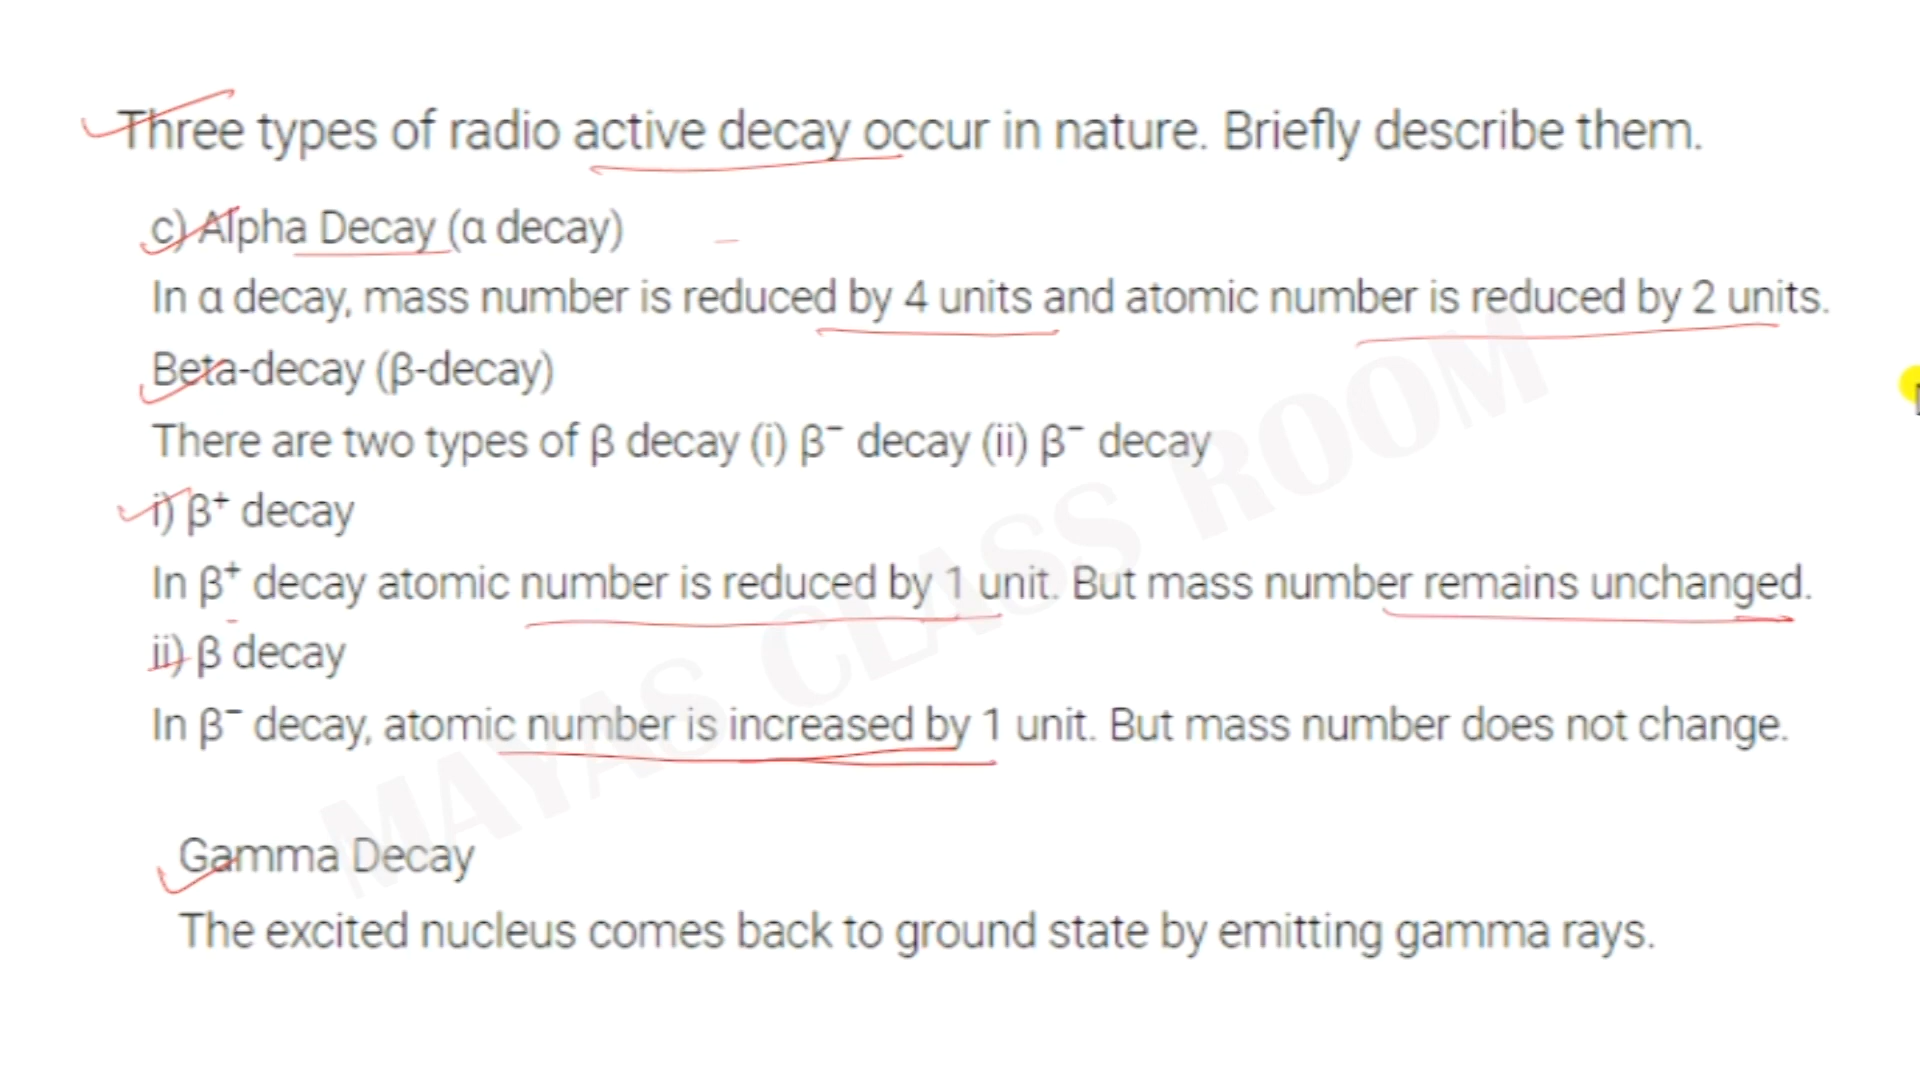 Three types of radio active decay occur in nature. Briefly describe them.
c) Alpha Decay (α decay)
In α decay, mass number is reduced by 4 units and atomic number is reduced by 2 units.
Beta-decay (β-decay)
There are two types of β decay (i) β⁻ decay (ii) β⁻ decay
i) β⁺ decay
In β⁺ decay atomic number is reduced by 1 unit. But mass number remains unchanged.
ii) β decay
In β⁻ decay, atomic number is increased by 1 unit. But mass number does not change.
Gamma Decay
The excited nucleus comes back to ground state by emitting gamma rays.
MAYAS CLASS ROOM